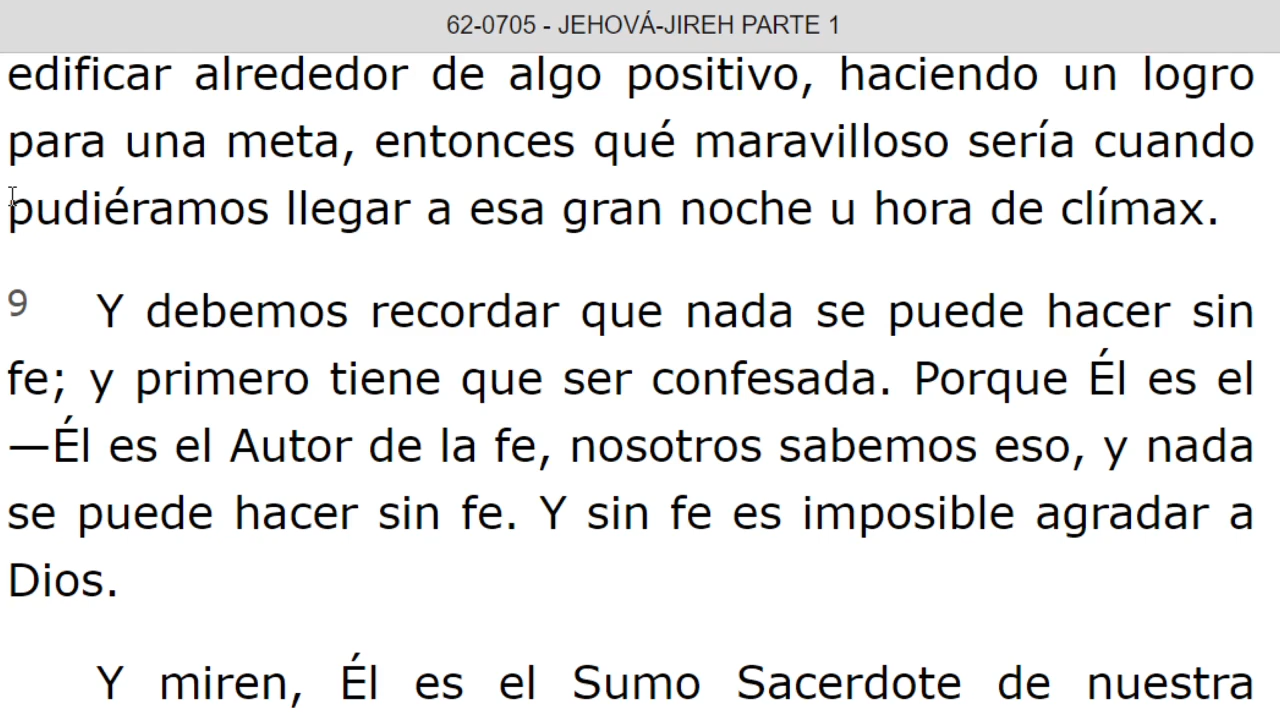 62-0705 - JEHOVÁ-JIREH PARTE 1
edificar alrededor de algo positivo, haciendo un logro
para una meta, entonces qué maravilloso sería cuando
pudiéramos llegar a esa gran noche u hora de clímax.
9 Y debemos recordar que nada se puede hacer sin
fe; y primero tiene que ser confesada. Porque Él es el
—Él es el Autor de la fe, nosotros sabemos eso, y nada
se puede hacer sin fe. Y sin fe es imposible agradar a
Dios.
Y miren, Él es el Sumo Sacerdote de nuestra